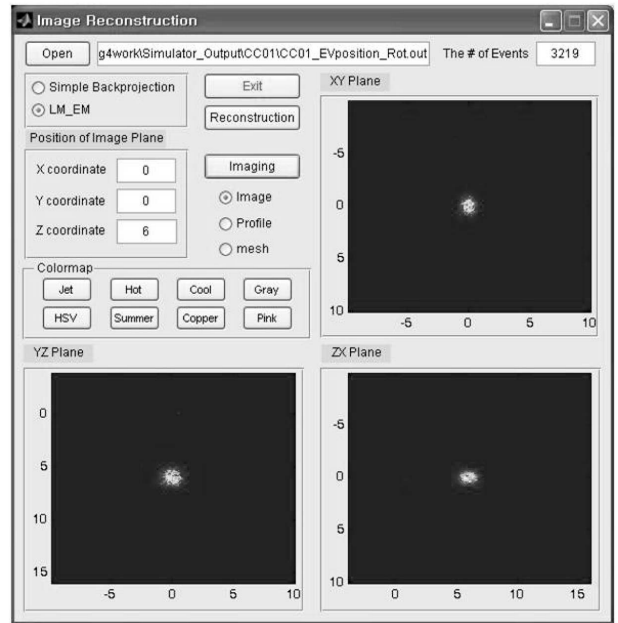 Image Reconstruction
Open g4work\Simulator_Output\CC01\CC01_EVposition_Rot.out The # of Events 3219
Simple Backprojection
LM_EM
Exit
Reconstruction
Position of Image Plane
X coordinate 0
Y coordinate 0
Z coordinate 6
Imaging
Image
Profile
mesh
Colormap
Jet Hot Cool Gray
HSV Summer Copper Pink
XY Plane
-5
0
5
10
-5 0 5 10
YZ Plane
0
5
10
15
-5 0 5 10
ZX Plane
-5
0
5
10
0 5 10 15